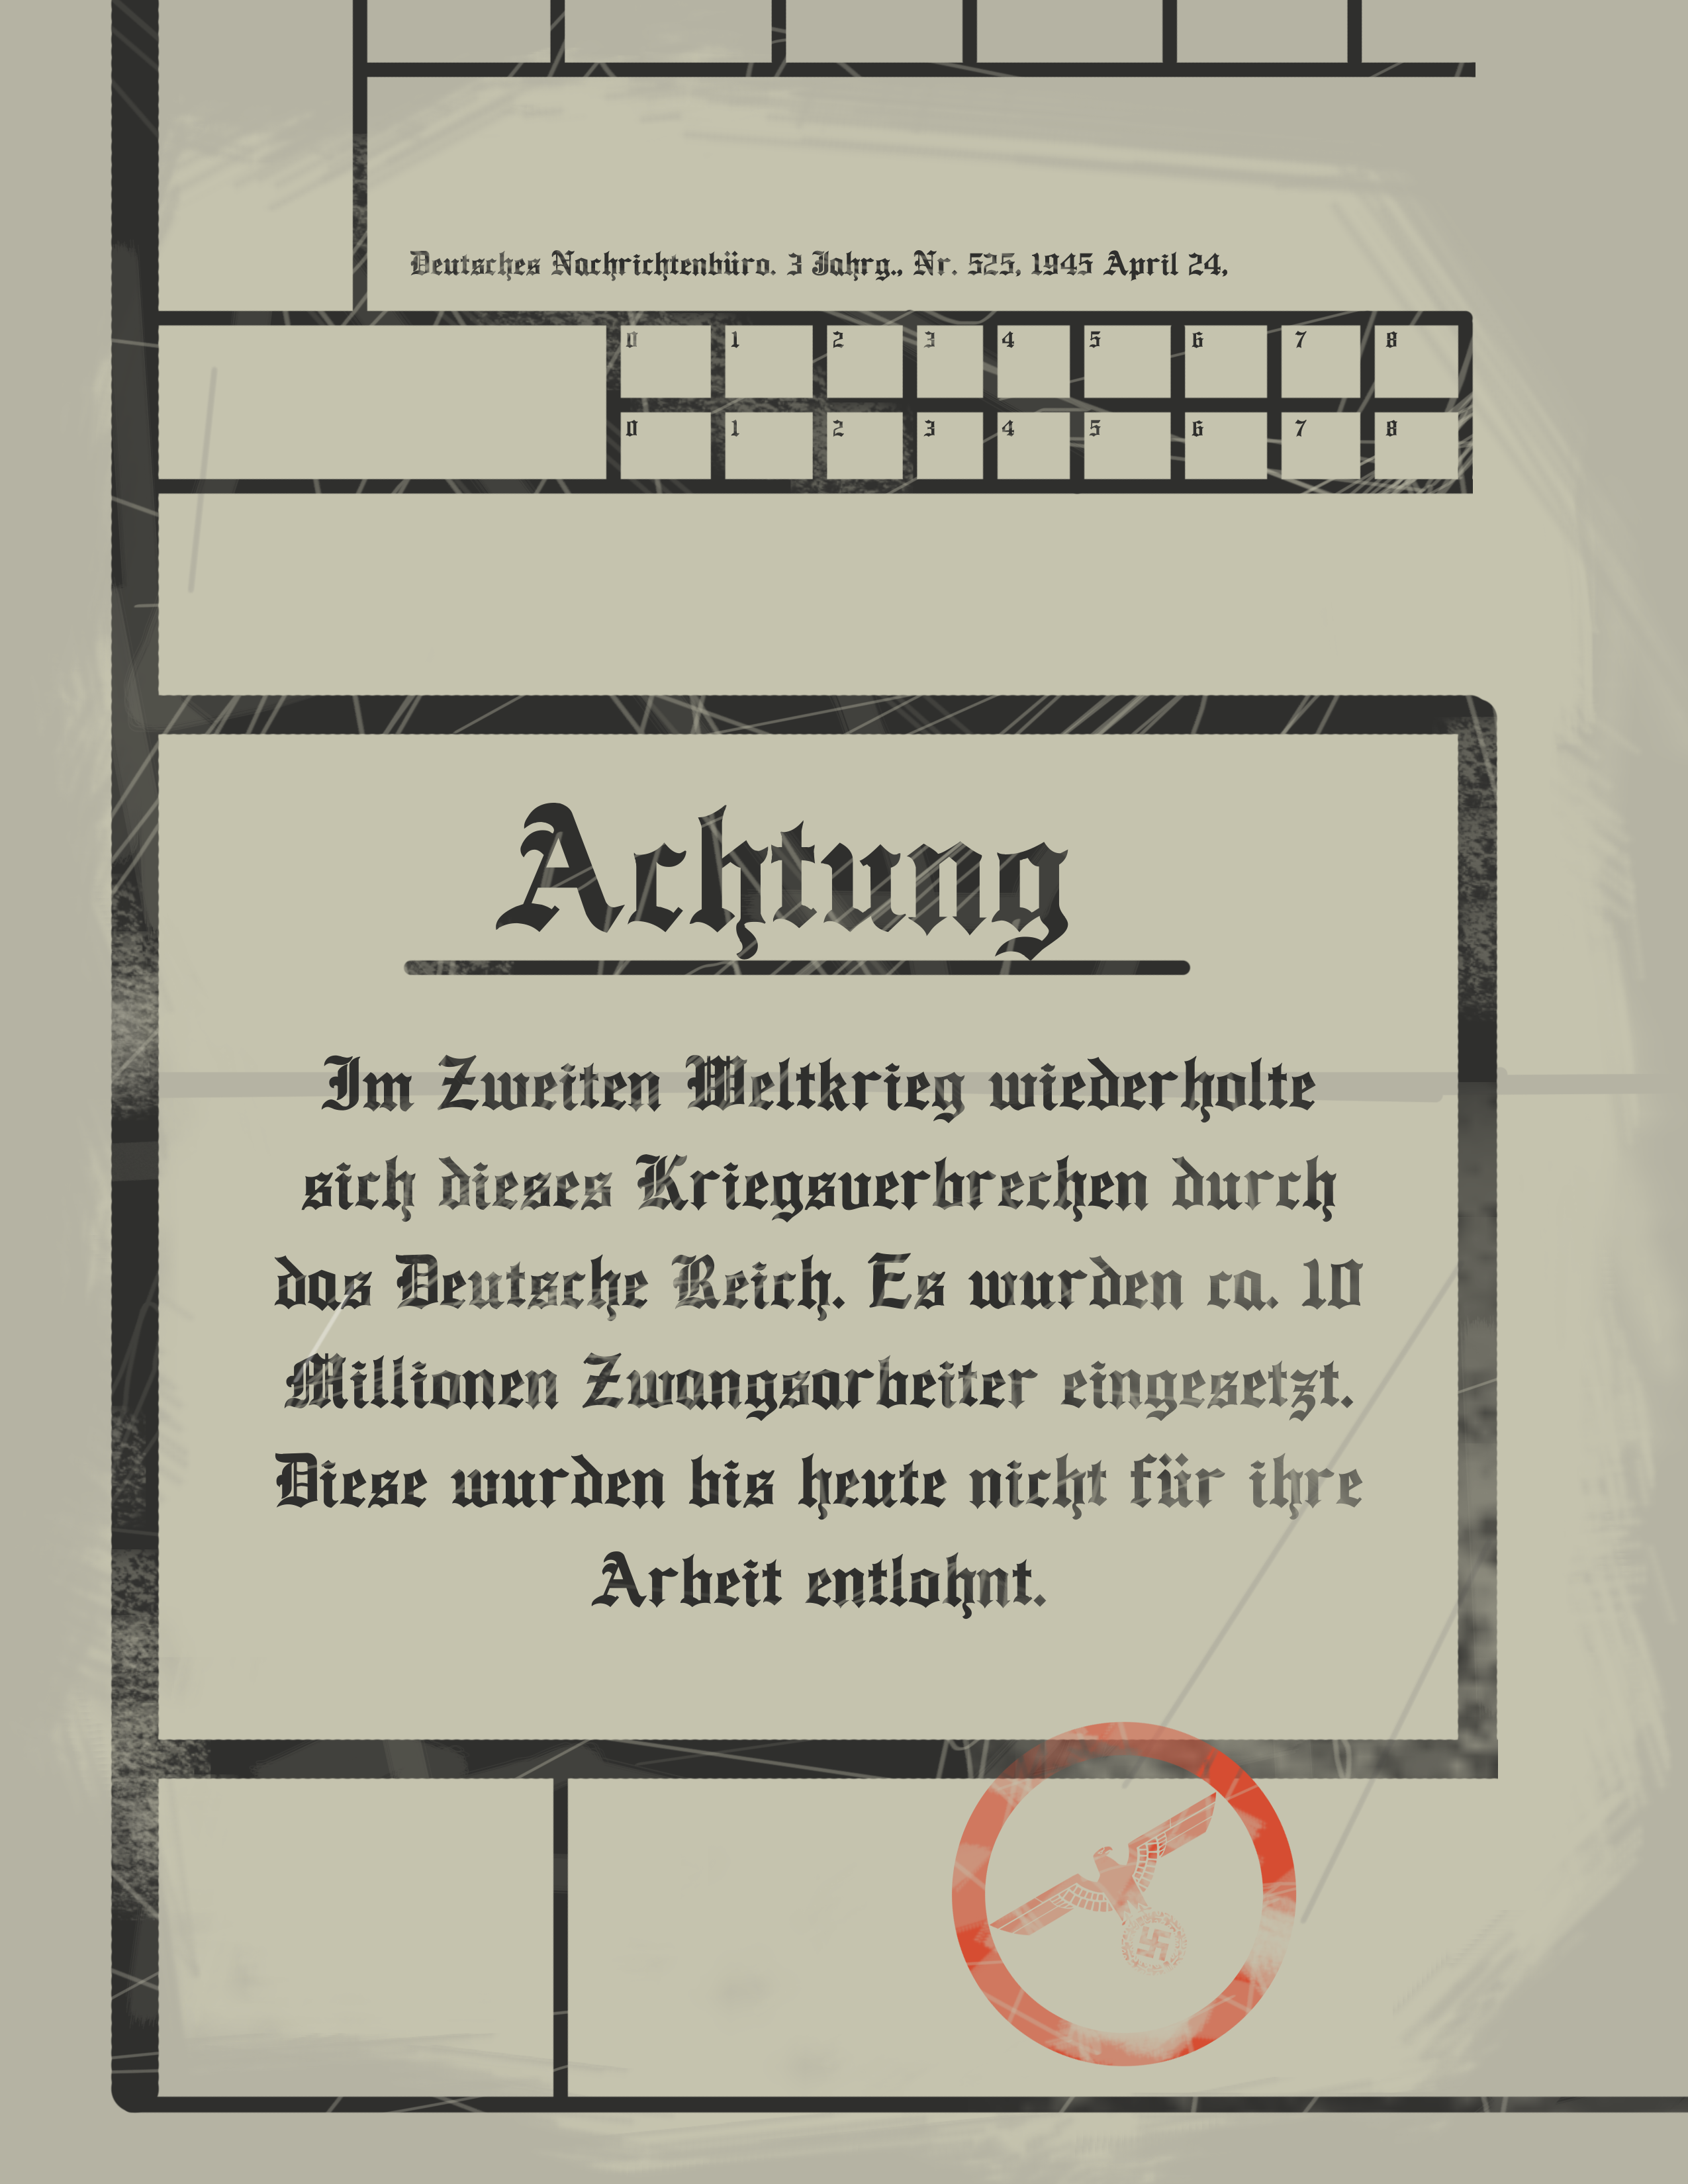 Deutsches Nachrichtenbüro. 3 Jahrg., Nr. 525, 1945 April 24,
0 1 2 3 4 5 6 7 8
0 1 2 3 4 5 6 7 8
Achtung
Im Zweiten Weltkrieg wiederholte
sich dieses Kriegsverbrechen durch
das Deutsche Reich. Es wurden ca. 10
Millionen Zwangsarbeiter eingesetzt.
Diese wurden bis heute nicht für ihre
Arbeit entlohnt.